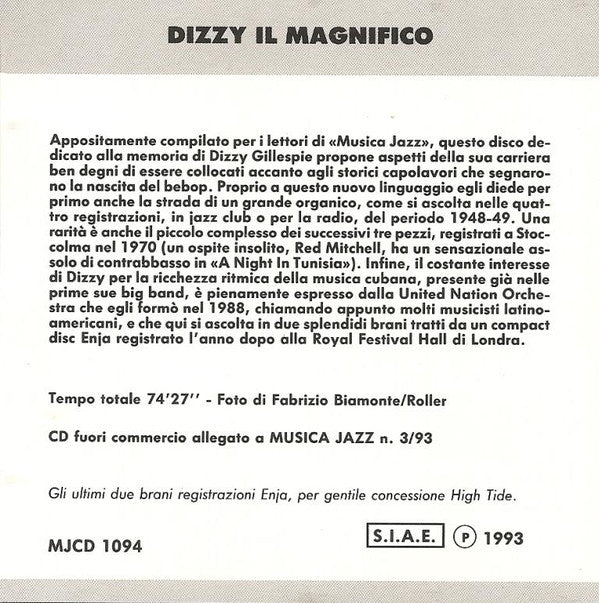 DIZZY IL MAGNIFICO
Appositamente compilato per i lettori di «Musica Jazz», questo disco de-
dicato alla memoria di Dizzy Gillespie propone aspetti della sua carriera
ben degni di essere collocati accanto agli storici capolavori che segnaro-
no la nascita del bebop. Proprio a questo nuovo linguaggio egli diede per
primo anche la strada di un grande organico, come si ascolta nelle quat-
tro registrazioni, in jazz club o per la radio, del periodo 1948-49. Una
rarità è anche il piccolo complesso dei successivi tre pezzi, registrati a Stoc-
colma nel 1970 (un ospite insolito, Red Mitchell, ha un sensazionale as-
solo di contrabbasso in «A Night In Tunisia»). Infine, il costante interesse
di Dizzy per la ricchezza ritmica della musica cubana, presente già nelle
prime sue big band, è pienamente espresso dalla United Nation Orche-
stra che egli formò nel 1988, chiamando appunto molti musicisti latino-
americani, e che qui si ascolta in due splendidi brani tratti da un compact
disc Enja registrato l'anno dopo alla Royal Festival Hall di Londra.
Tempo totale 74'27'' - Foto di Fabrizio Biamonte/Roller
CD fuori commercio allegato a MUSICA JAZZ n. 3/93
Gli ultimi due brani registrazioni Enja, per gentile concessione High Tide.
MJCD 1094 S.I.A.E. ℗ 1993